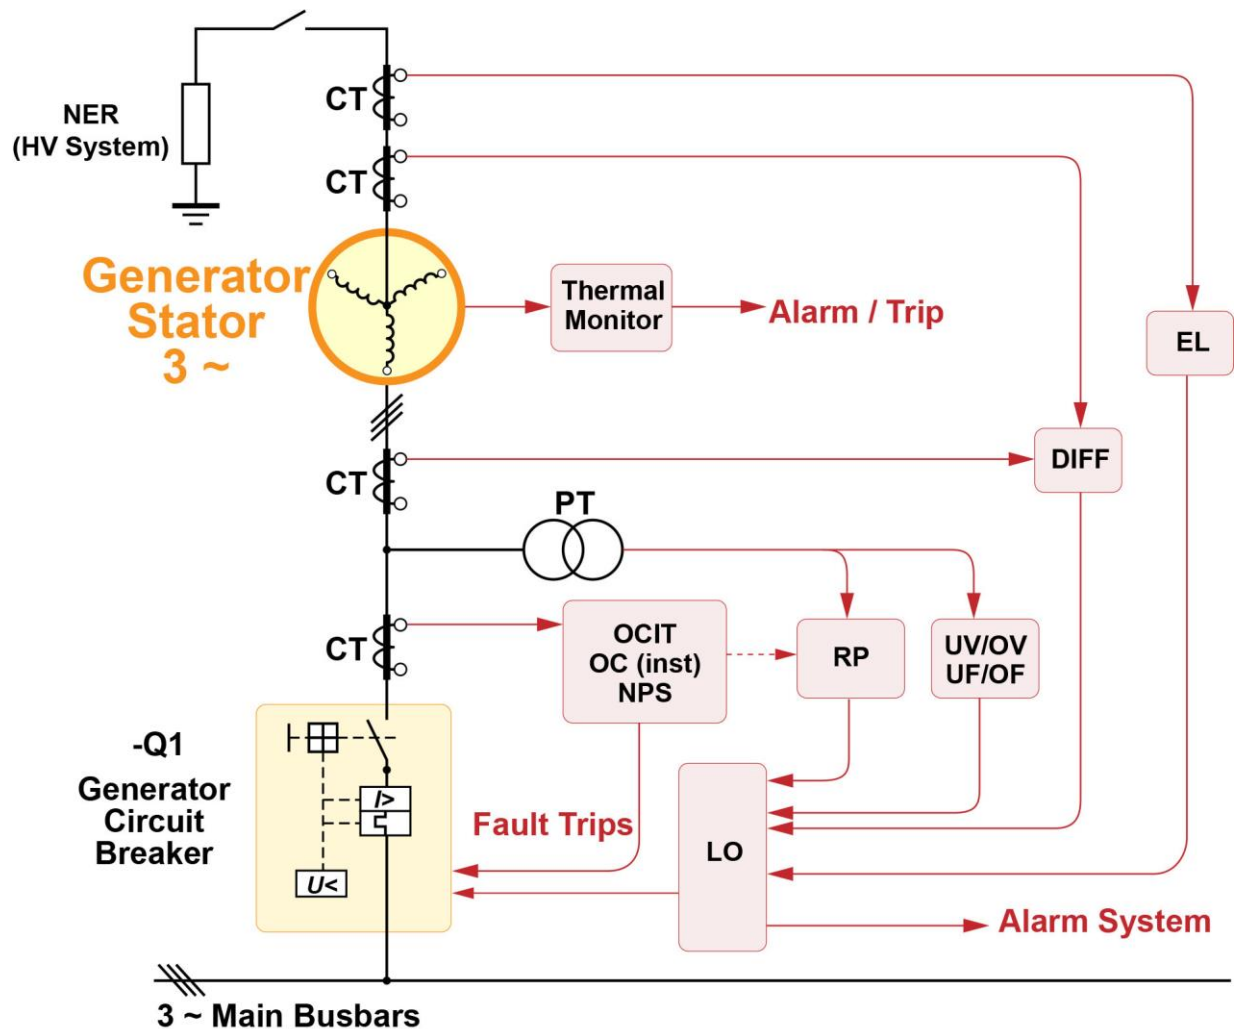 CT
NER
(HV System)
CT
Generator
Stator
3 ~
Thermal
Monitor
Alarm / Trip
EL
DIFF
CT
PT
OCIT
OC (inst)
NPS
RP
UV/OV
UF/OF
CT
-Q1
Generator
Circuit
Breaker
I>
U<
Fault Trips
LO
Alarm System
3 ~ Main Busbars